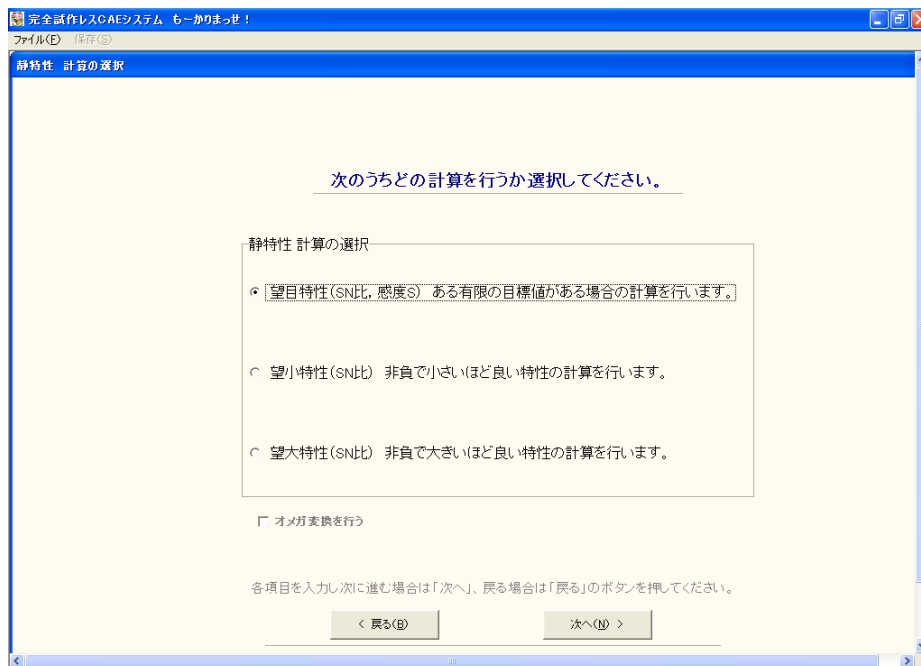 完全試作レスCAEシステム もーかりまっせ!
ファイル(F) 保存(S)
静特性 計算の選択
次のうちどの計算を行うか選択してください。
静特性 計算の選択
望目特性(SN比, 感度S) ある有限の目標値がある場合の計算を行います。
望小特性(SN比) 非負で小さいほど良い特性の計算を行います。
望大特性(SN比) 非負で大きいほど良い特性の計算を行います。
オメガ変換を行う
各項目を入力し次に進む場合は「次へ」、戻る場合は「戻る」のボタンを押してください。
< 戻る(B) 次へ(N) >